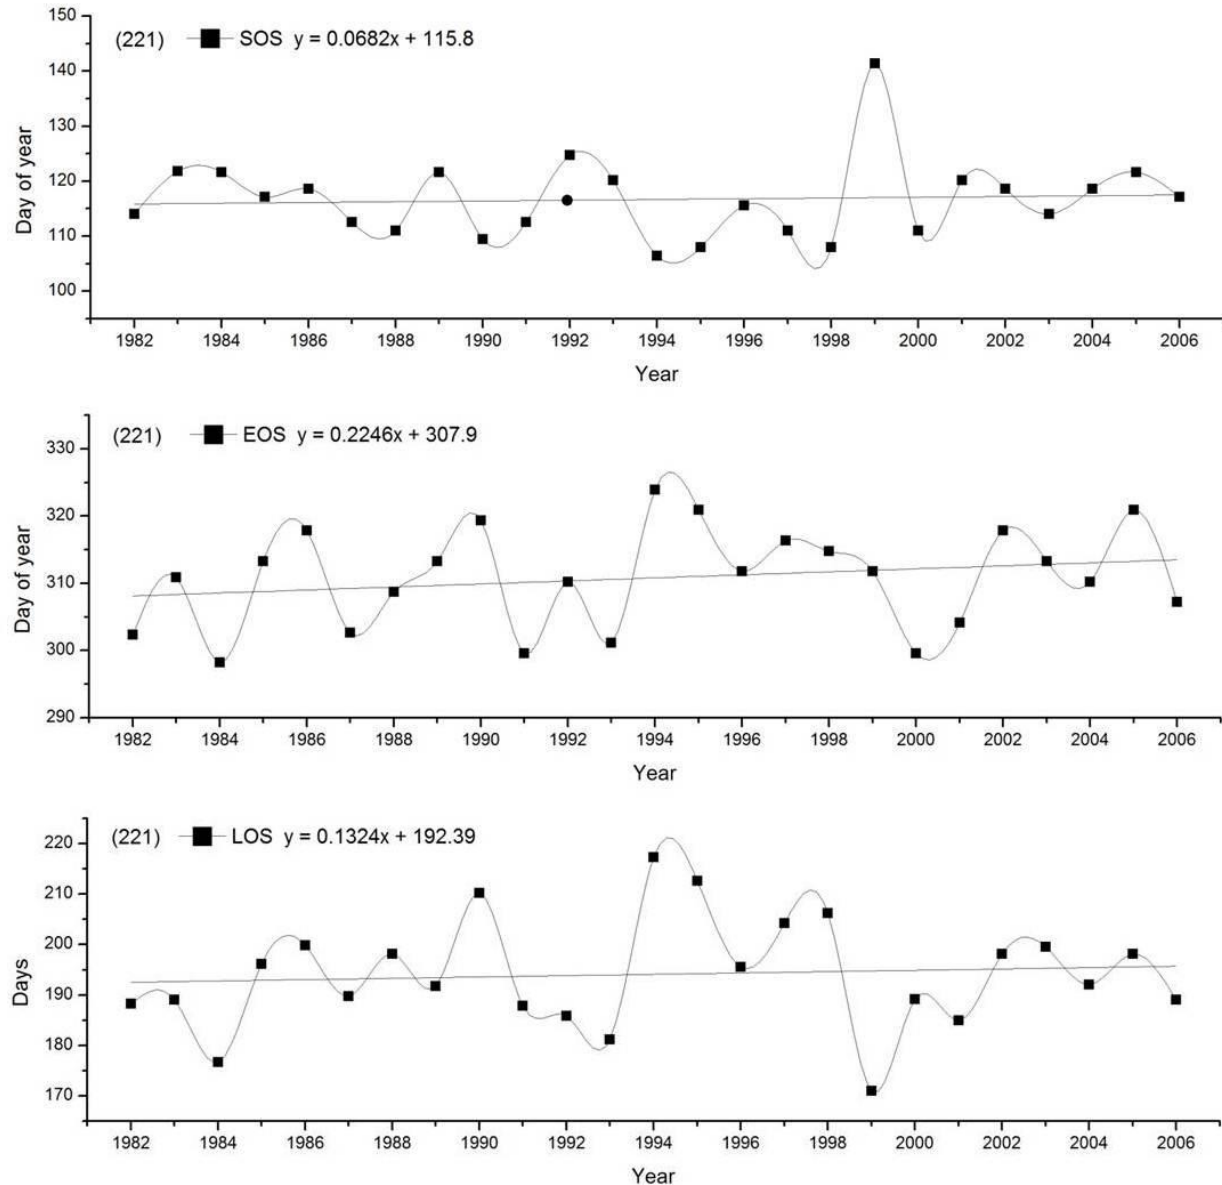 150
(221) SOS y = 0.0682x + 115.8
140
130
120
110
100
Day of year
1982 1984 1986 1988 1990 1992 1994 1996 1998 2000 2002 2004 2006
Year
(221) EOS y = 0.2246x + 307.9
330
320
310
300
290
Day of year
1982 1984 1986 1988 1990 1992 1994 1996 1998 2000 2002 2004 2006
Year
(221) LOS y = 0.1324x + 192.39
220
210
200
190
180
170
Days
1982 1984 1986 1988 1990 1992 1994 1996 1998 2000 2002 2004 2006
Year